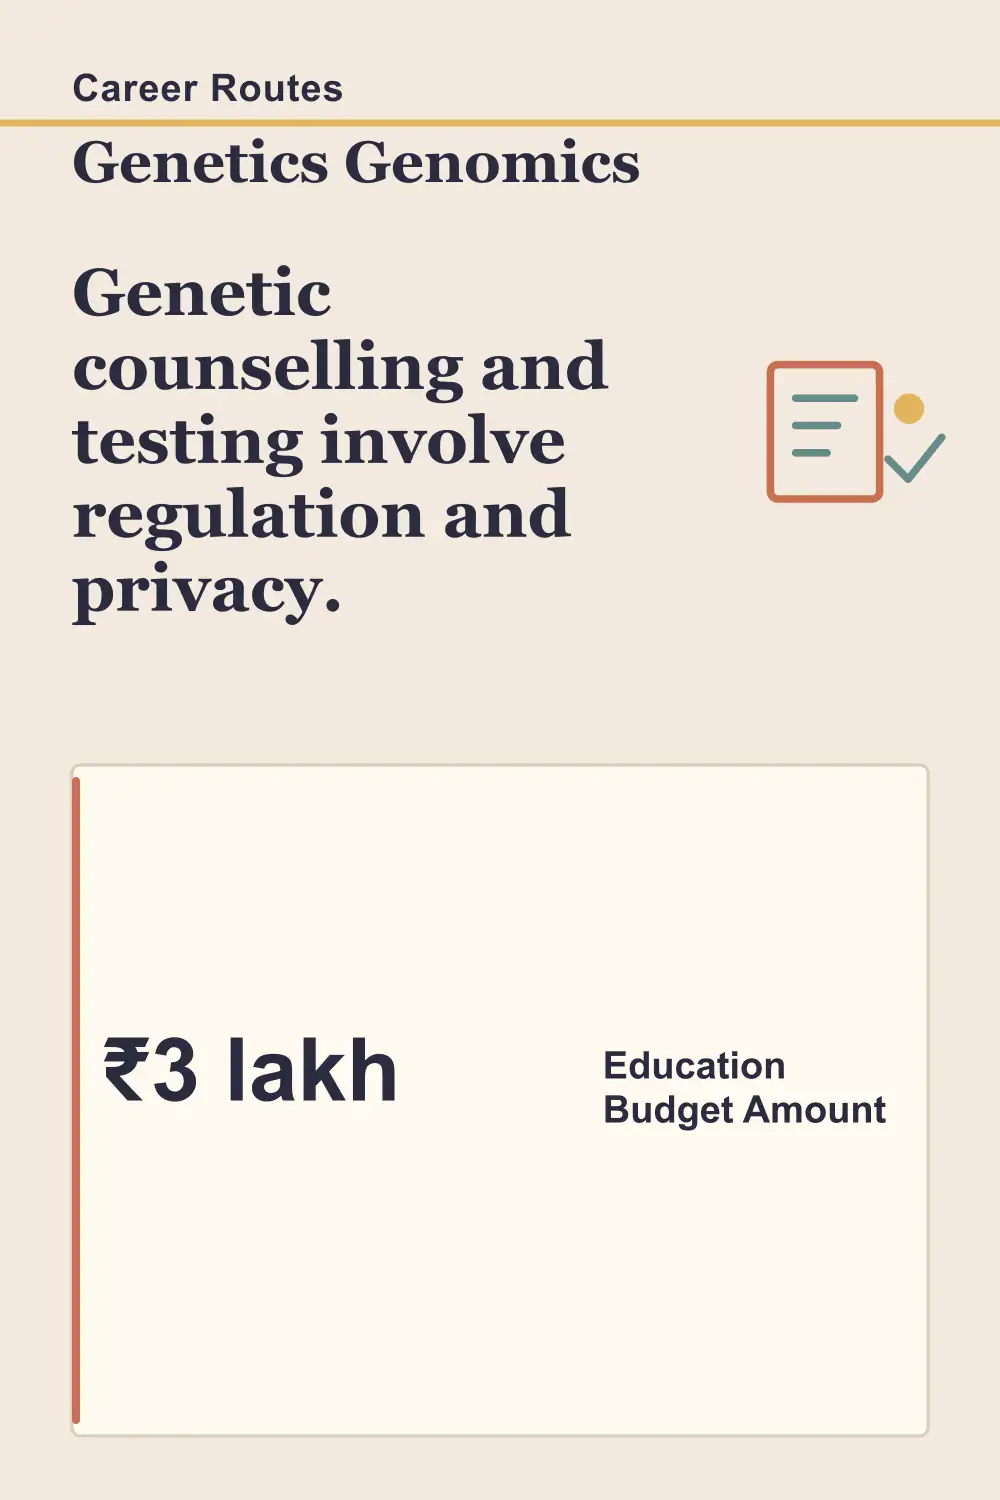 Career Routes
Genetics Genomics
Genetic
counselling and
testing involve
regulation and
privacy.
₹3 lakh
Education
Budget Amount